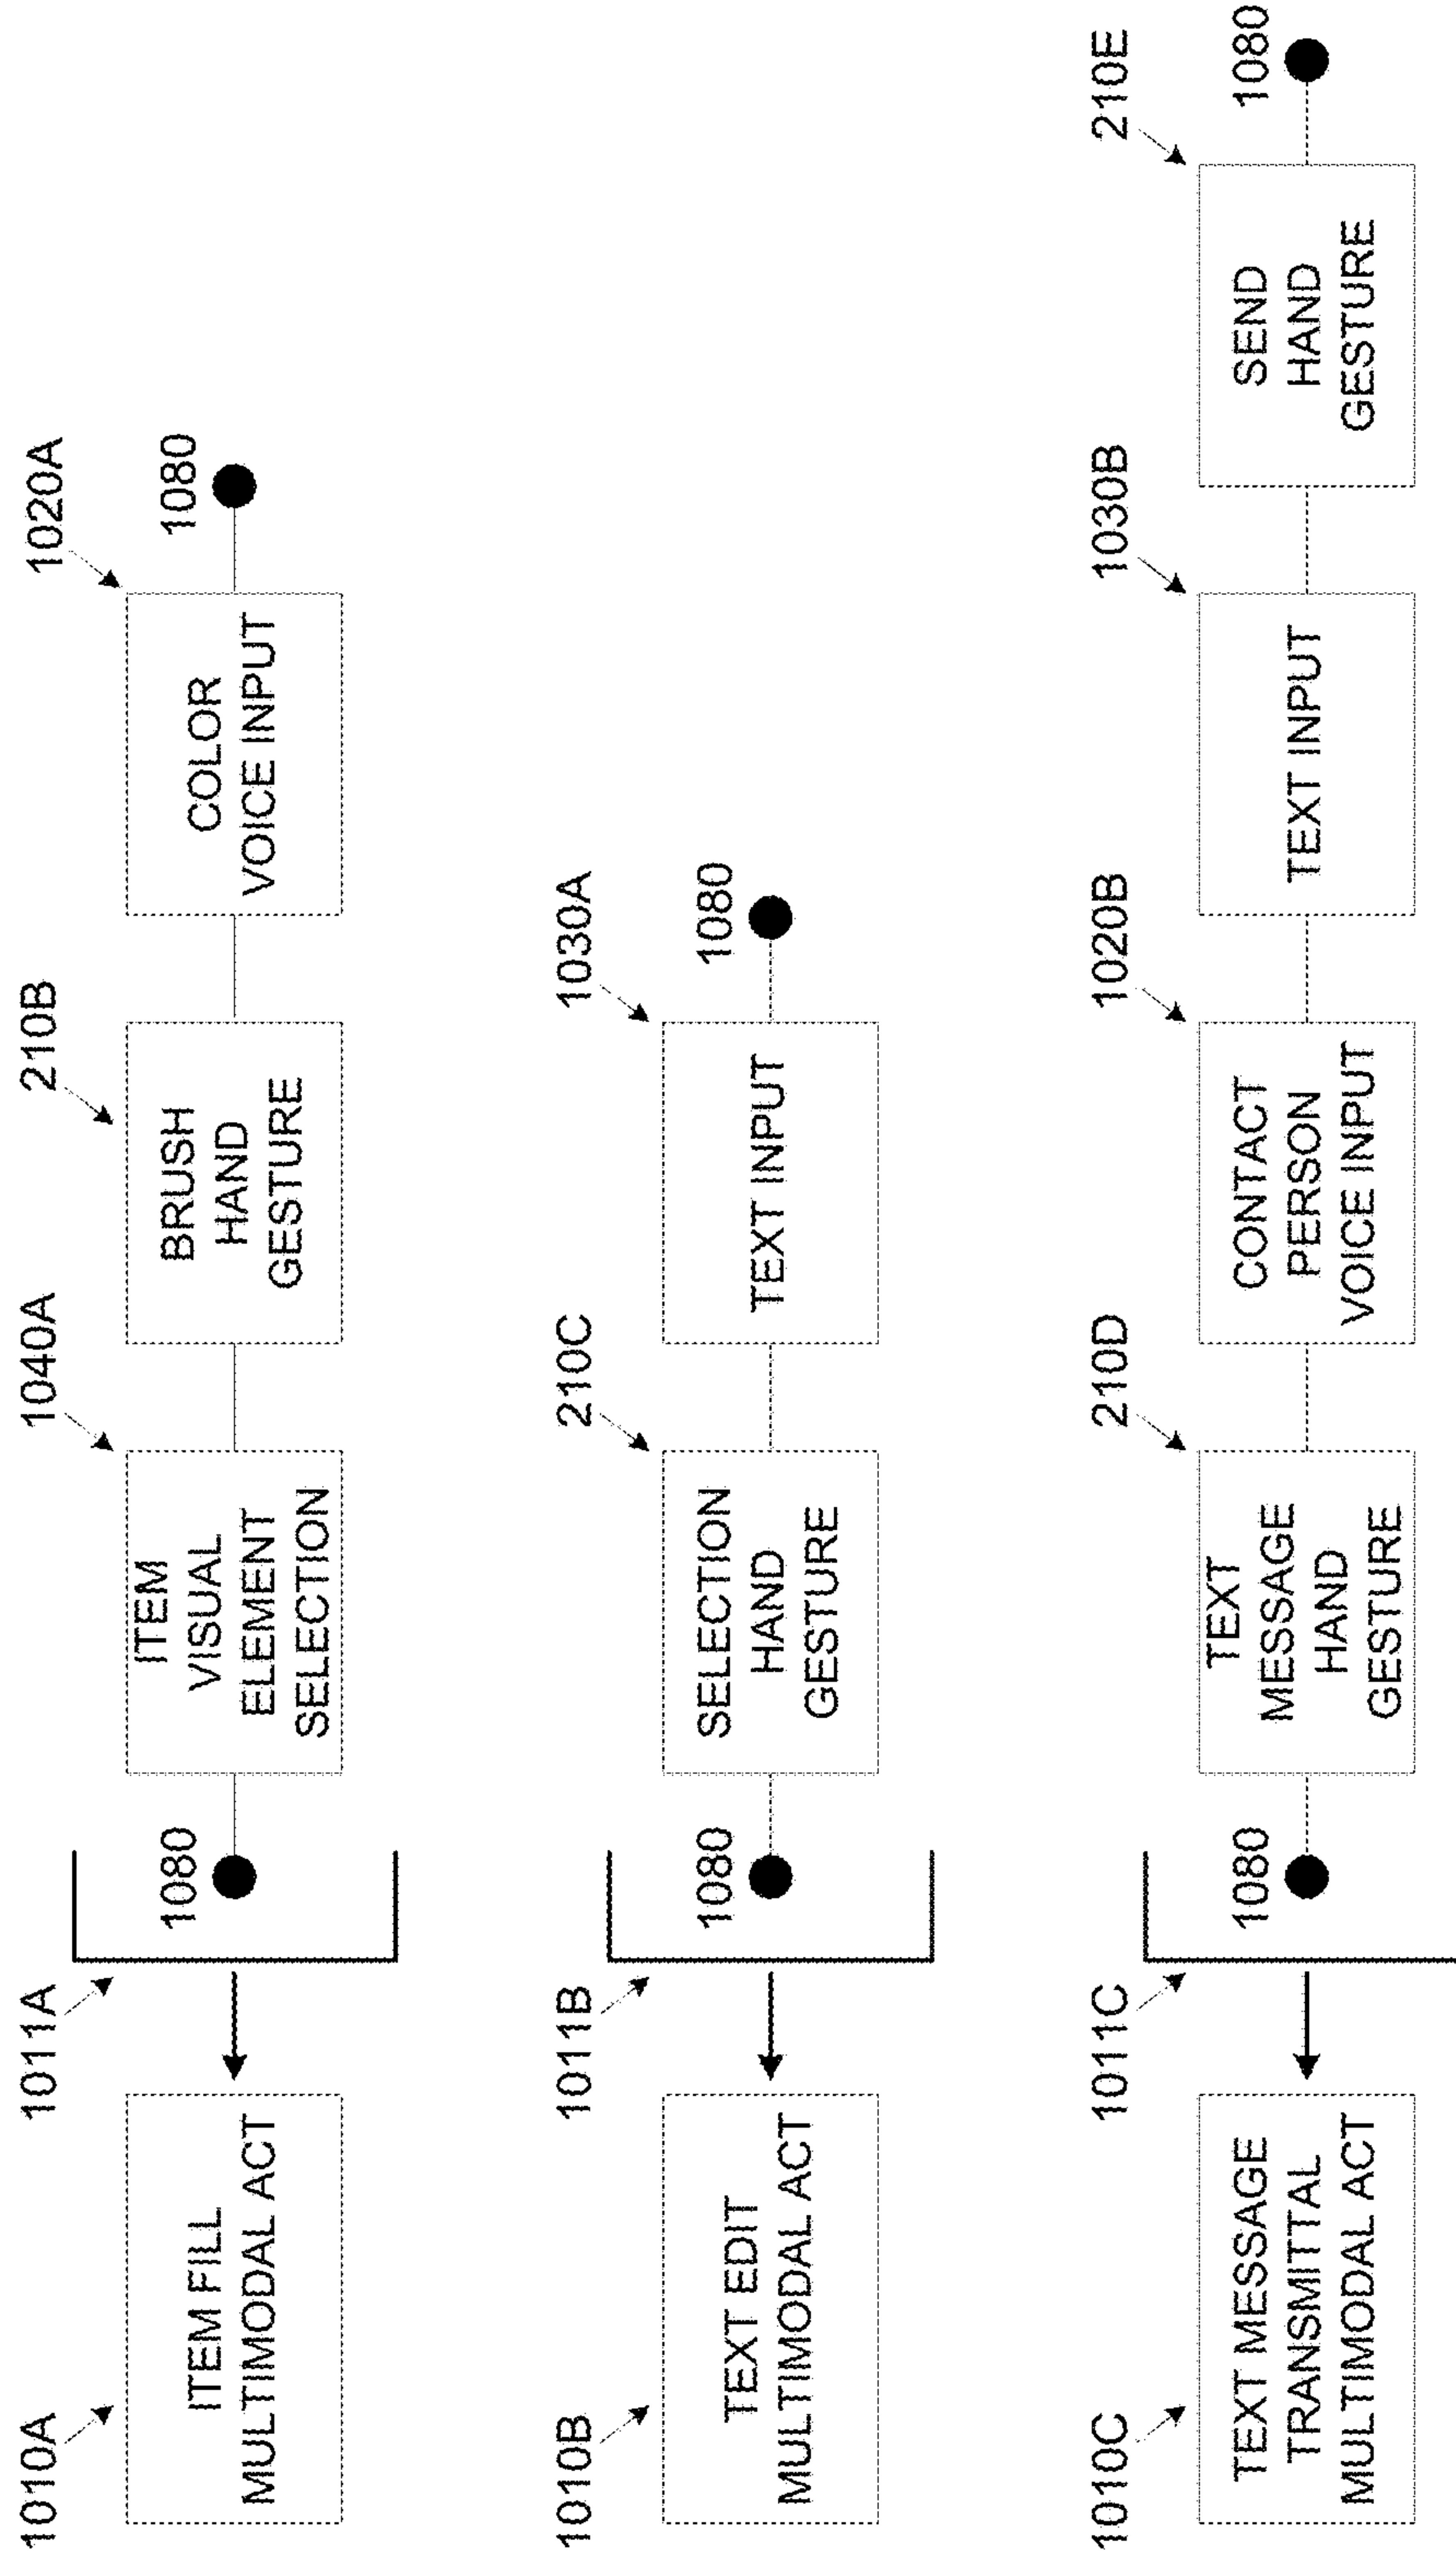 1010A
ITEM FILL
MULTIMODAL ACT
1011A
1080
1040A
ITEM
VISUAL
ELEMENT
SELECTION
210B
BRUSH
HAND
GESTURE
1020A
COLOR
VOICE INPUT
1080
1010B
TEXT EDIT
MULTIMODAL ACT
1011B
1080
210C
SELECTION
HAND
GESTURE
1030A
TEXT INPUT
1080
1010C
TEXT MESSAGE
TRANSMITTAL
MULTIMODAL ACT
1011C
1080
210D
TEXT
MESSAGE
HAND
GESTURE
1020B
CONTACT
PERSON
VOICE INPUT
1030B
TEXT INPUT
210E
SEND
HAND
GESTURE
1080